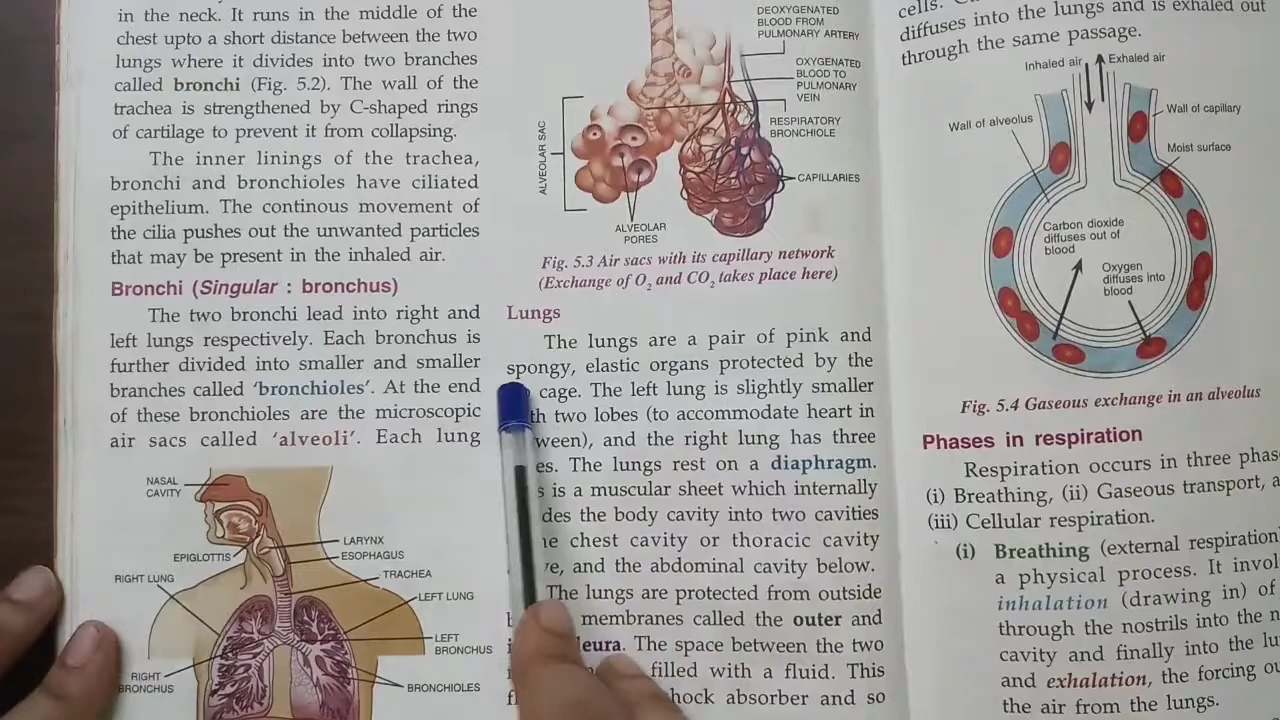 in the neck. It runs in the middle of the
chest upto a short distance between the two
lungs where it divides into two branches
called bronchi (Fig. 5.2). The wall of the
trachea is strengthened by C-shaped rings
of cartilage to prevent it from collapsing.
The inner linings of the trachea,
bronchi and bronchioles have ciliated
epithelium. The continous movement of
the cilia pushes out the unwanted particles
that may be present in the inhaled air.
Bronchi (Singular : bronchus)
The two bronchi lead into right and
left lungs respectively. Each bronchus is
further divided into smaller and smaller
branches called 'bronchioles'. At the end
of these bronchioles are the microscopic
air sacs called 'alveoli'. Each lung
NASAL
CAVITY
EPIGLOTTIS
RIGHT LUNG
RIGHT
BRONCHUS
LARYNX
ESOPHAGUS
TRACHEA
LEFT LUNG
LEFT
BRONCHUS
BRONCHIOLES
DEOXYGENATED
BLOOD FROM
PULMONARY ARTERY
OXYGENATED
BLOOD TO
PULMONARY
VEIN
RESPIRATORY
BRONCHIOLE
CAPILLARIES
ALVEOLAR SAC
ALVEOLAR
PORES
Fig. 5.3 Air sacs with its capillary network
(Exchange of O2 and CO2 takes place here)
Lungs
The lungs are a pair of pink and
spongy, elastic organs protected by the
cage. The left lung is slightly smaller
two lobes (to accommodate heart in
and the right lung has three
The lungs rest on a diaphragm.
is a muscular sheet which internally
the body cavity into two cavities
chest cavity or thoracic cavity
and the abdominal cavity below.
The lungs are protected from outside
membranes called the outer and
The space between the two
filled with a fluid. This
absorber and so
diffuses into the lungs and is exhaled out
through the same passage.
Inhaled air
Exhaled air
Wall of alveolus
Wall of capillary
Moist surface
Carbon dioxide
diffuses out of
blood
Oxygen
diffuses into
blood
Fig. 5.4 Gaseous exchange in an alveolus
Phases in respiration
Respiration occurs in three
(i) Breathing, (ii) Gaseous transport,
(iii) Cellular respiration.
(i) Breathing (external respiration
a physical process. It
inhalation (drawing in) of
through the nostrils into the
cavity and finally into the
and exhalation, the forcing
the air from the lungs.